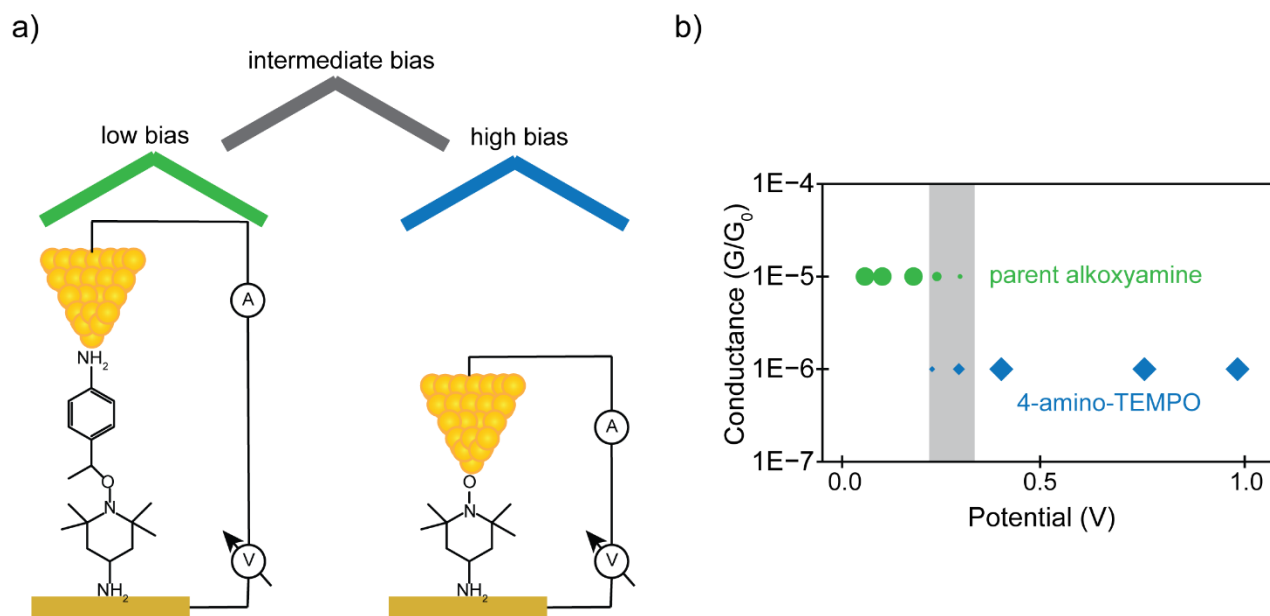 a)
intermediate bias
low bias
high bias
A
NH2
O
N
V
NH2
A
O
N
V
NH2
b)
Conductance (G/G0)
1E−4
1E−5
1E−6
1E−7
parent alkoxyamine
4-amino-TEMPO
0.0
0.5
1.0
Potential (V)